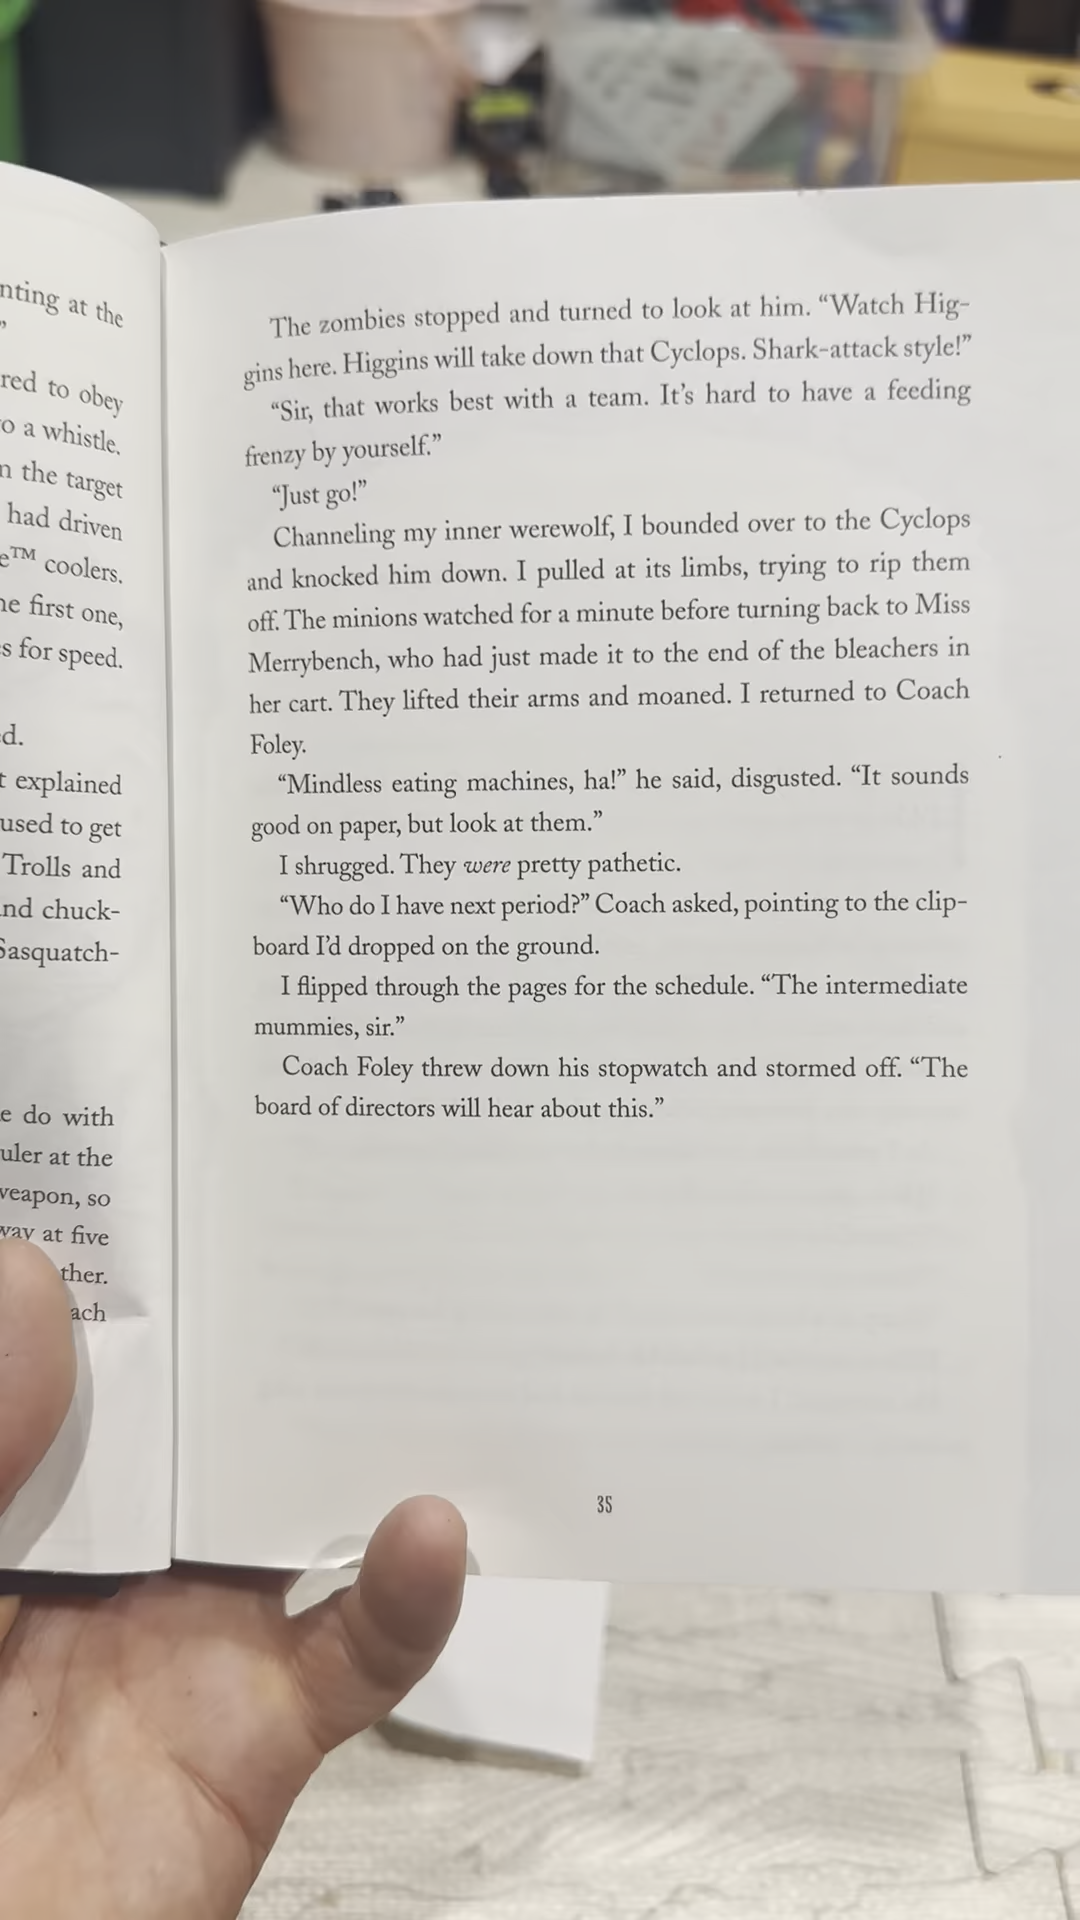 nting at the
”
red to obey
o a whistle.
n the target
had driven
e™ coolers.
ne first one,
s for speed.
d.
t explained
used to get
Trolls and
nd chuck-
Sasquatch-
e do with
uler at the
weapon, so
way at five
ther.
ach
The zombies stopped and turned to look at him. “Watch Hig-
gins here. Higgins will take down that Cyclops. Shark-attack style!”
“Sir, that works best with a team. It’s hard to have a feeding
frenzy by yourself.”
“Just go!”
Channeling my inner werewolf, I bounded over to the Cyclops
and knocked him down. I pulled at its limbs, trying to rip them
off. The minions watched for a minute before turning back to Miss
Merrybench, who had just made it to the end of the bleachers in
her cart. They lifted their arms and moaned. I returned to Coach
Foley.
“Mindless eating machines, ha!” he said, disgusted. “It sounds
good on paper, but look at them.”
I shrugged. They were pretty pathetic.
“Who do I have next period?” Coach asked, pointing to the clip-
board I’d dropped on the ground.
I flipped through the pages for the schedule. “The intermediate
mummies, sir.”
Coach Foley threw down his stopwatch and stormed off. “The
board of directors will hear about this.”
35